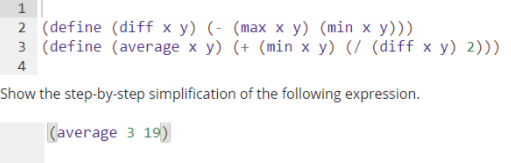 1
2 (define (diff x y) (- (max x y) (min x y)))
3 (define (average x y) (+ (min x y) (/ (diff x y) 2)))
4
Show the step-by-step simplification of the following expression.
(average 3 19)